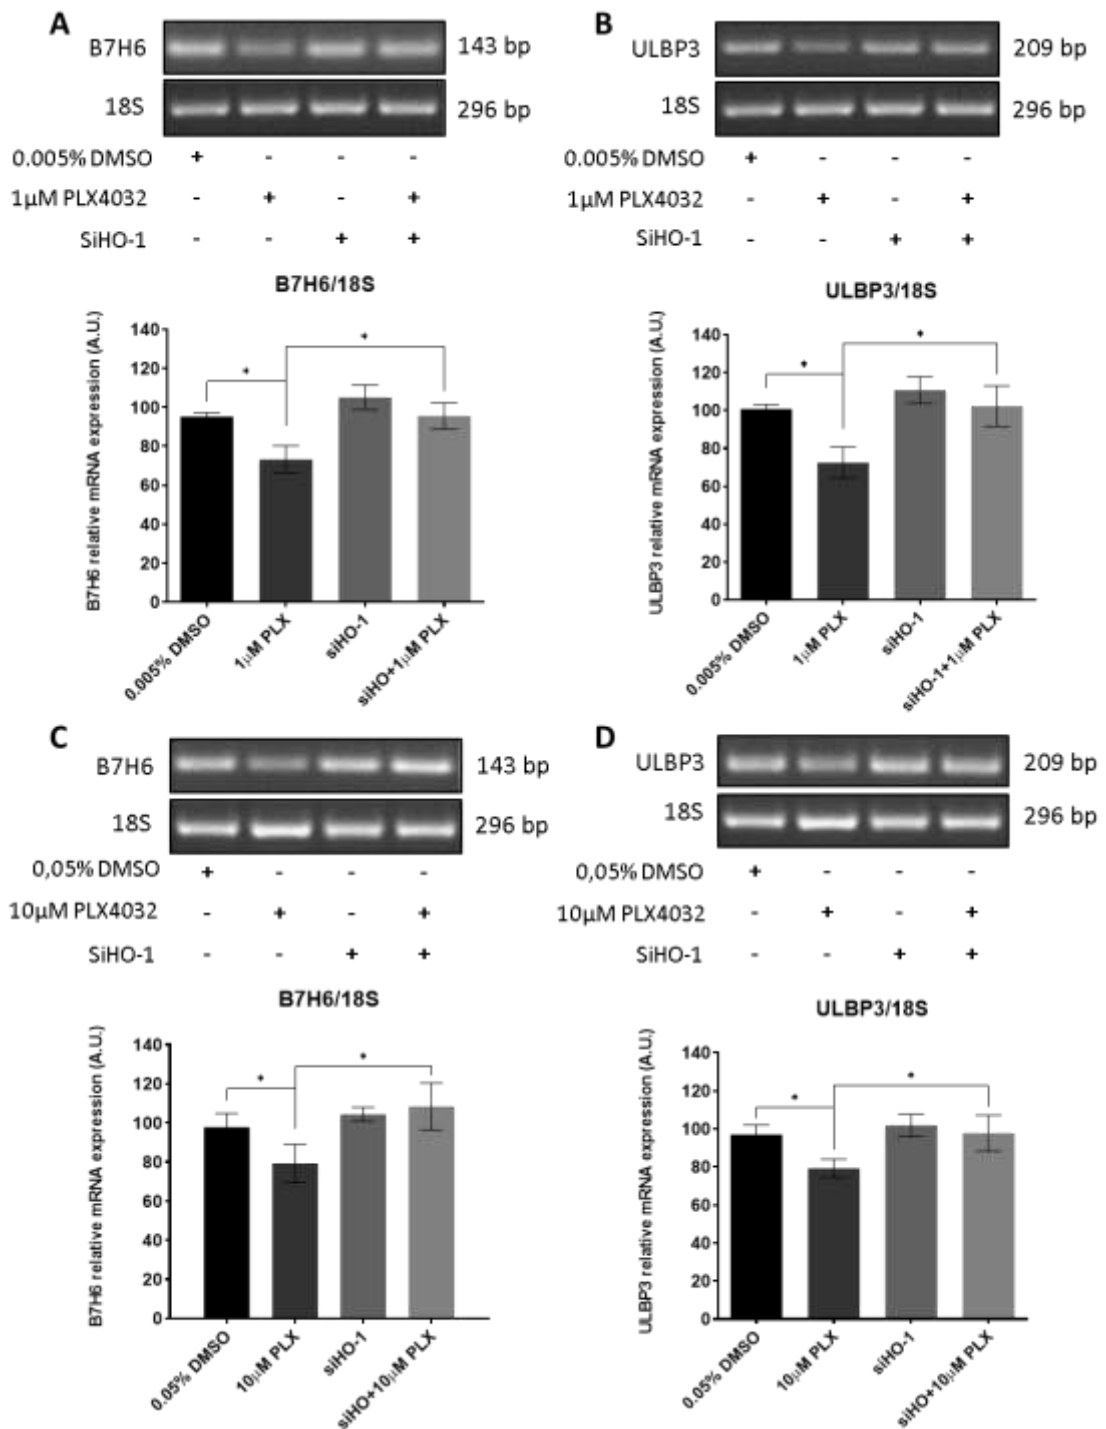 A
B7H6 143 bp
18S 296 bp
0.005% DMSO + - - -
1µM PLX4032 - + - +
SiHO-1 - - + +
B7H6/18S
B7H6 relative mRNA expression (A.U.)
140
120
100
80
60
40
20
0
* *
0.005% DMSO
1µM PLX
siHO-1
siHO+1µM PLX
B
ULBP3 209 bp
18S 296 bp
0.005% DMSO + - - -
1µM PLX4032 - + - +
SiHO-1 - - + +
ULBP3/18S
ULBP3 relative mRNA expression (A.U.)
140
120
100
80
60
40
20
0
* *
0.005% DMSO
1µM PLX
siHO-1
siHO-1+1µM PLX
C
B7H6 143 bp
18S 296 bp
0,05% DMSO + - - -
10µM PLX4032 - + - +
SiHO-1 - - + +
B7H6/18S
B7H6 relative mRNA expression (A.U.)
140
120
100
80
60
40
20
0
* *
0.05% DMSO
10µM PLX
siHO-1
siHO+10µM PLX
D
ULBP3 209 bp
18S 296 bp
0,05% DMSO + - - -
10µM PLX4032 - + - +
SiHO-1 - - + +
ULBP3/18S
ULBP3 relative mRNA expression (A.U.)
140
120
100
80
60
40
20
0
* *
0.05% DMSO
10µM PLX
siHO-1
siHO+10µM PLX